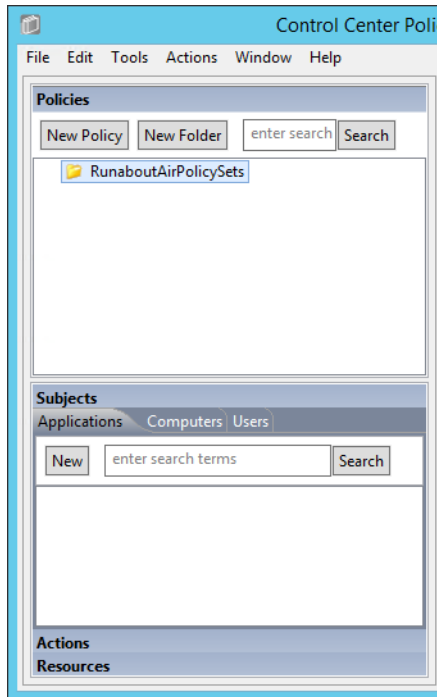 Control Center Poli
File Edit Tools Actions Window Help
Policies
New Policy New Folder enter search Search
RunaboutAirPolicySets
Subjects
Applications Computers Users
New enter search terms Search
Actions
Resources